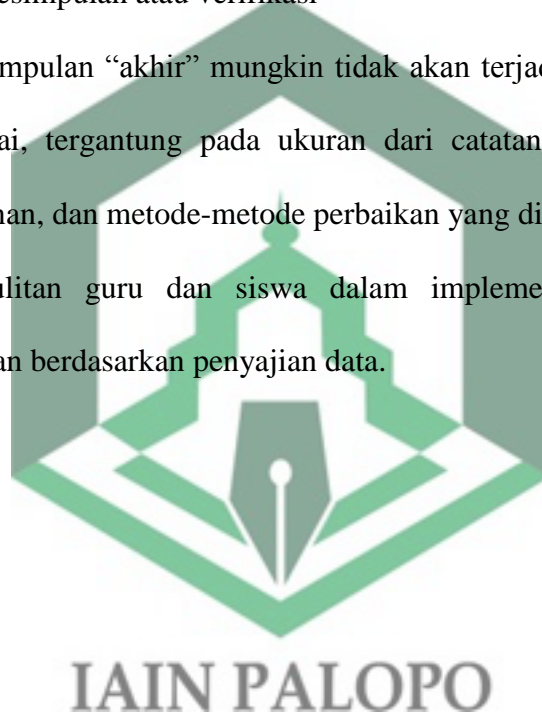 esimpulan atau verifikasi
mpulan “akhir” mungkin tidak akan terjad
ai, tergantung pada ukuran dari catatan
nan, dan metode-metode perbaikan yang di
ulitan guru dan siswa dalam impleme
an berdasarkan penyajian data.
IAIN PALOPO